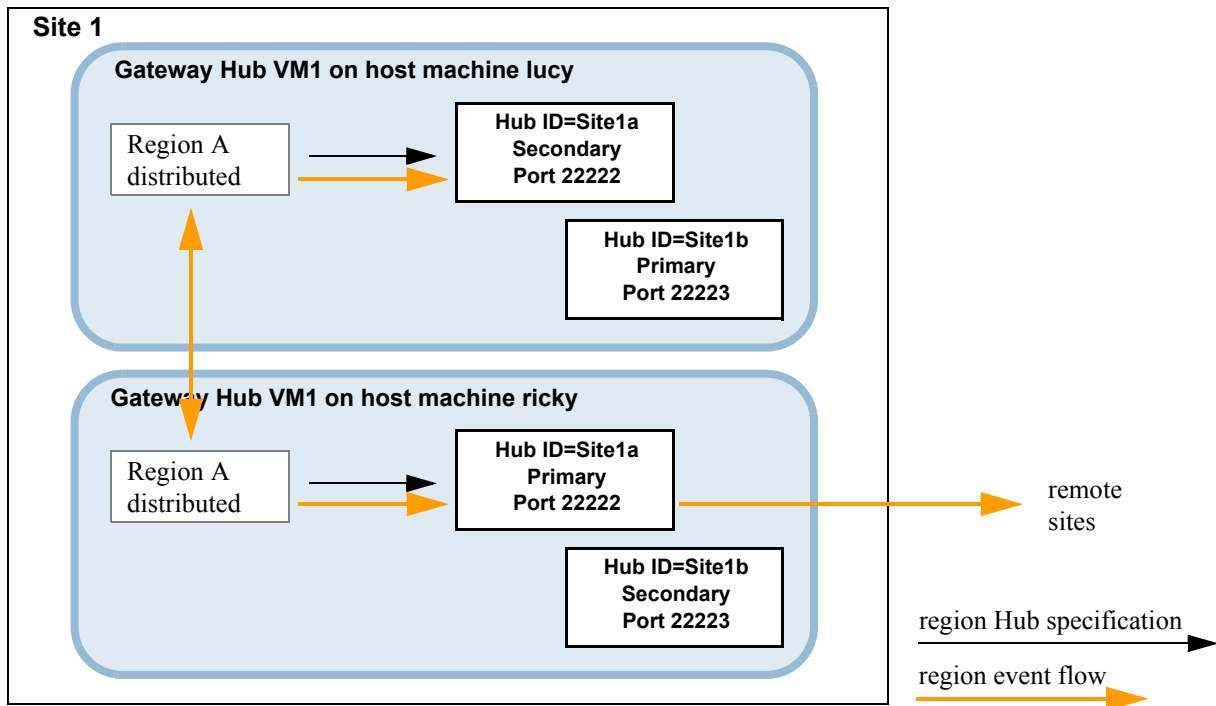 Site 1
Gateway Hub VM1 on host machine lucy
Region A
distributed
Hub ID=Site1a
Secondary
Port 22222
Hub ID=Site1b
Primary
Port 22223
Gateway Hub VM1 on host machine ricky
Region A
distributed
Hub ID=Site1a
Primary
Port 22222
Hub ID=Site1b
Secondary
Port 22223
remote
sites
region Hub specification
region event flow